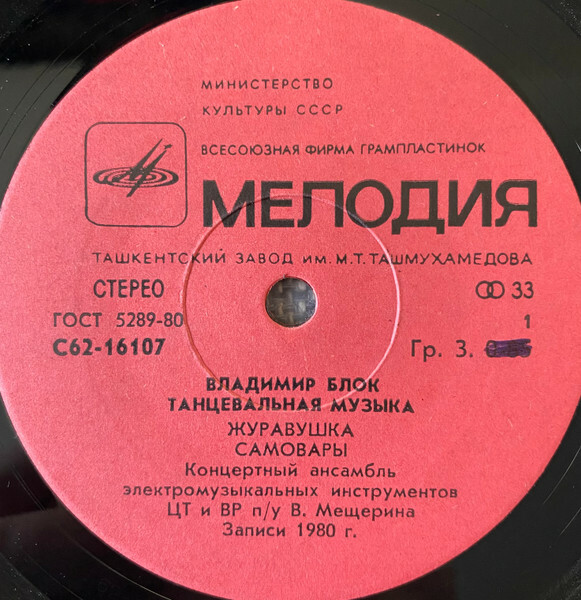 МИНИСТЕРСТВО
КУЛЬТУРЫ СССР
ВСЕСОЮЗНАЯ ФИРМА ГРАМПЛАСТИНОК
МЕЛОДИЯ
ТАШКЕНТСКИЙ ЗАВОД ИМ. М.Т. ТАШМУХАМЕДОВА
СТЕРЕО 33
ГОСТ 5289-80 1
С62-16107 Гр. 3.
ВЛАДИМИР БЛОК
ТАНЦЕВАЛЬНАЯ МУЗЫКА
ЖУРАВУШКА
САМОВАРЫ
Концертный ансамбль
электромузыкальных инструментов
ЦТ и ВР п/у В. Мещерина
Записи 1980 г.